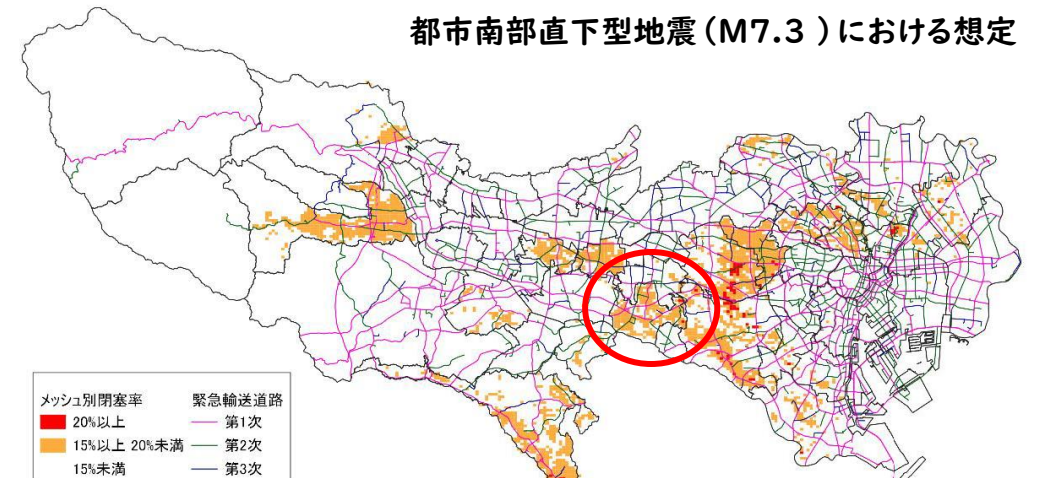 都市南部直下型地震(M7.3 )における想定
メッシュ別閉塞率
20%以上
15%以上 20%未満
15%未満
緊急輸送道路
第1次
第2次
第3次